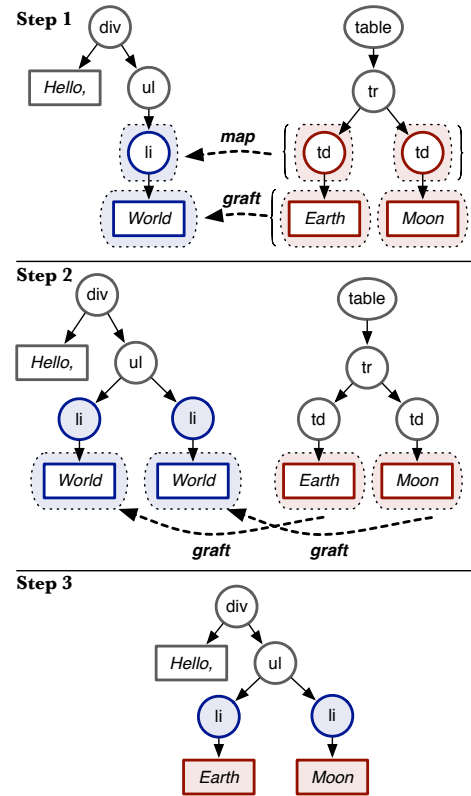 Step 1
div
table
Hello,
ul
tr
li
map
td
td
World
graft
Earth
Moon
Step 2
div
table
Hello,
ul
tr
li
li
td
td
World
World
Earth
Moon
graft
graft
Step 3
div
Hello,
ul
li
li
Earth
Moon